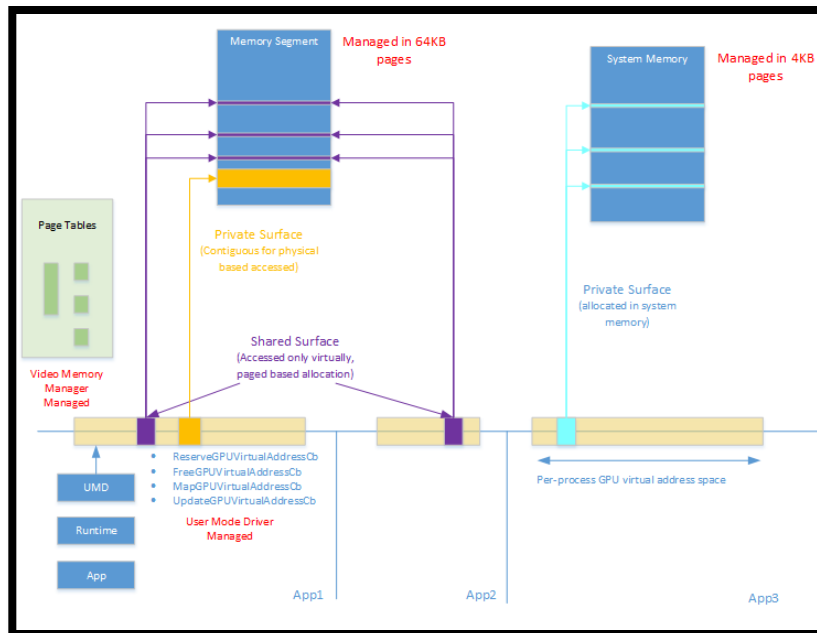 Memory Segment
Managed in 64KB
pages
System Memory
Managed in 4KB
pages
Page Tables
Private Surface
(Contiguous for physical
based accessed)
Private Surface
(allocated in system
memory)
Shared Surface
(Accessed only virtually,
paged based allocation)
Video Memory
Manager
Managed
• ReserveGPUVirtualAddressCb
• FreeGPUVirtualAddressCb
• MapGPUVirtualAddressCb
• UpdateGPUVirtualAddressCb
User Mode Driver
Managed
Per-process GPU virtual address space
UMD
Runtime
App
App1
App2
App3